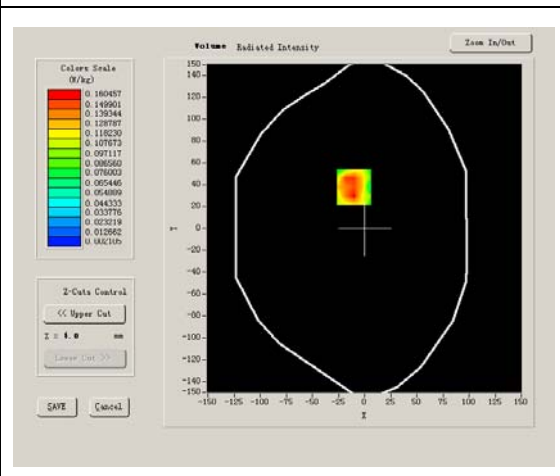 Volume Radiated Intensity
Zoom In/Out
Colors Scale
(W/kg)
0.160457
0.149901
0.139344
0.128787
0.118230
0.107673
0.097117
0.086560
0.076003
0.065446
0.054889
0.044333
0.033776
0.023219
0.012662
0.002105
Z-Cuts Control
<< Upper Cut
Z = 4.0 mm
Lower Cut >>
SAVE
Cancel
150
140
120
100
80
60
40
20
0
-20
-40
-60
-80
-100
-120
-140
-150
Y
-150 -125 -100 -75 -50 -25 0 25 50 75 100 125 150
X